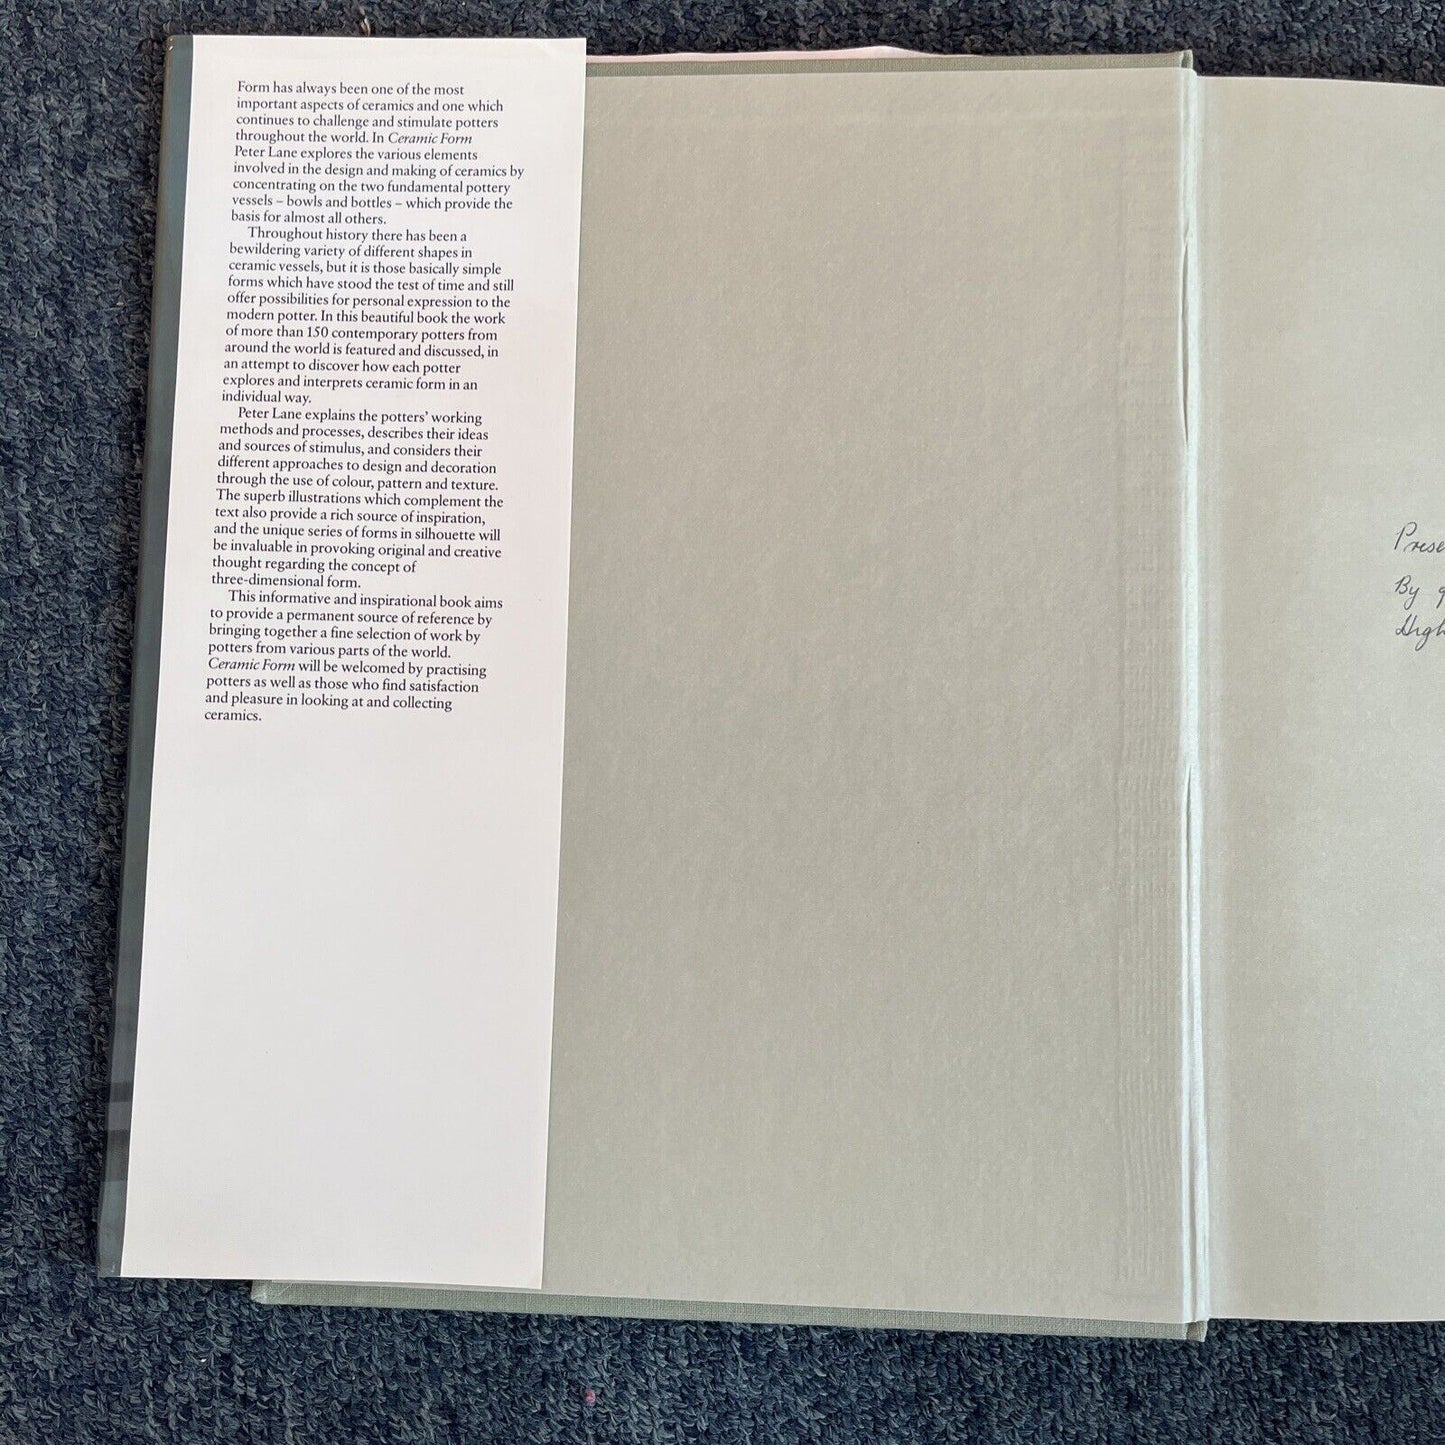 Form has always been one of the most
important aspects of ceramics and one which
continues to challenge and stimulate potters
throughout the world. In Ceramic Form
Peter Lane explores the various elements
involved in the design and making of ceramics by
concentrating on the two fundamental pottery
vessels – bowls and bottles – which provide the
basis for almost all others.
Throughout history there has been a
bewildering variety of different shapes in
ceramic vessels, but it is those basically simple
forms which have stood the test of time and still
offer possibilities for personal expression to the
modern potter. In this beautiful book the work
of more than 150 contemporary potters from
around the world is featured and discussed, in
an attempt to discover how each potter
explores and interprets ceramic form in an
individual way.
Peter Lane explains the potters' working
methods and processes, describes their ideas
and sources of stimulus, and considers their
different approaches to design and decoration
through the use of colour, pattern and texture.
The superb illustrations which complement the
text also provide a rich source of inspiration,
and the unique series of forms in silhouette will
be invaluable in provoking original and creative
thought regarding the concept of
three-dimensional form.
This informative and inspirational book aims
to provide a permanent source of reference by
bringing together a fine selection of work by
potters from various parts of the world.
Ceramic Form will be welcomed by practising
potters as well as those who find satisfaction
and pleasure in looking at and collecting
ceramics.
By